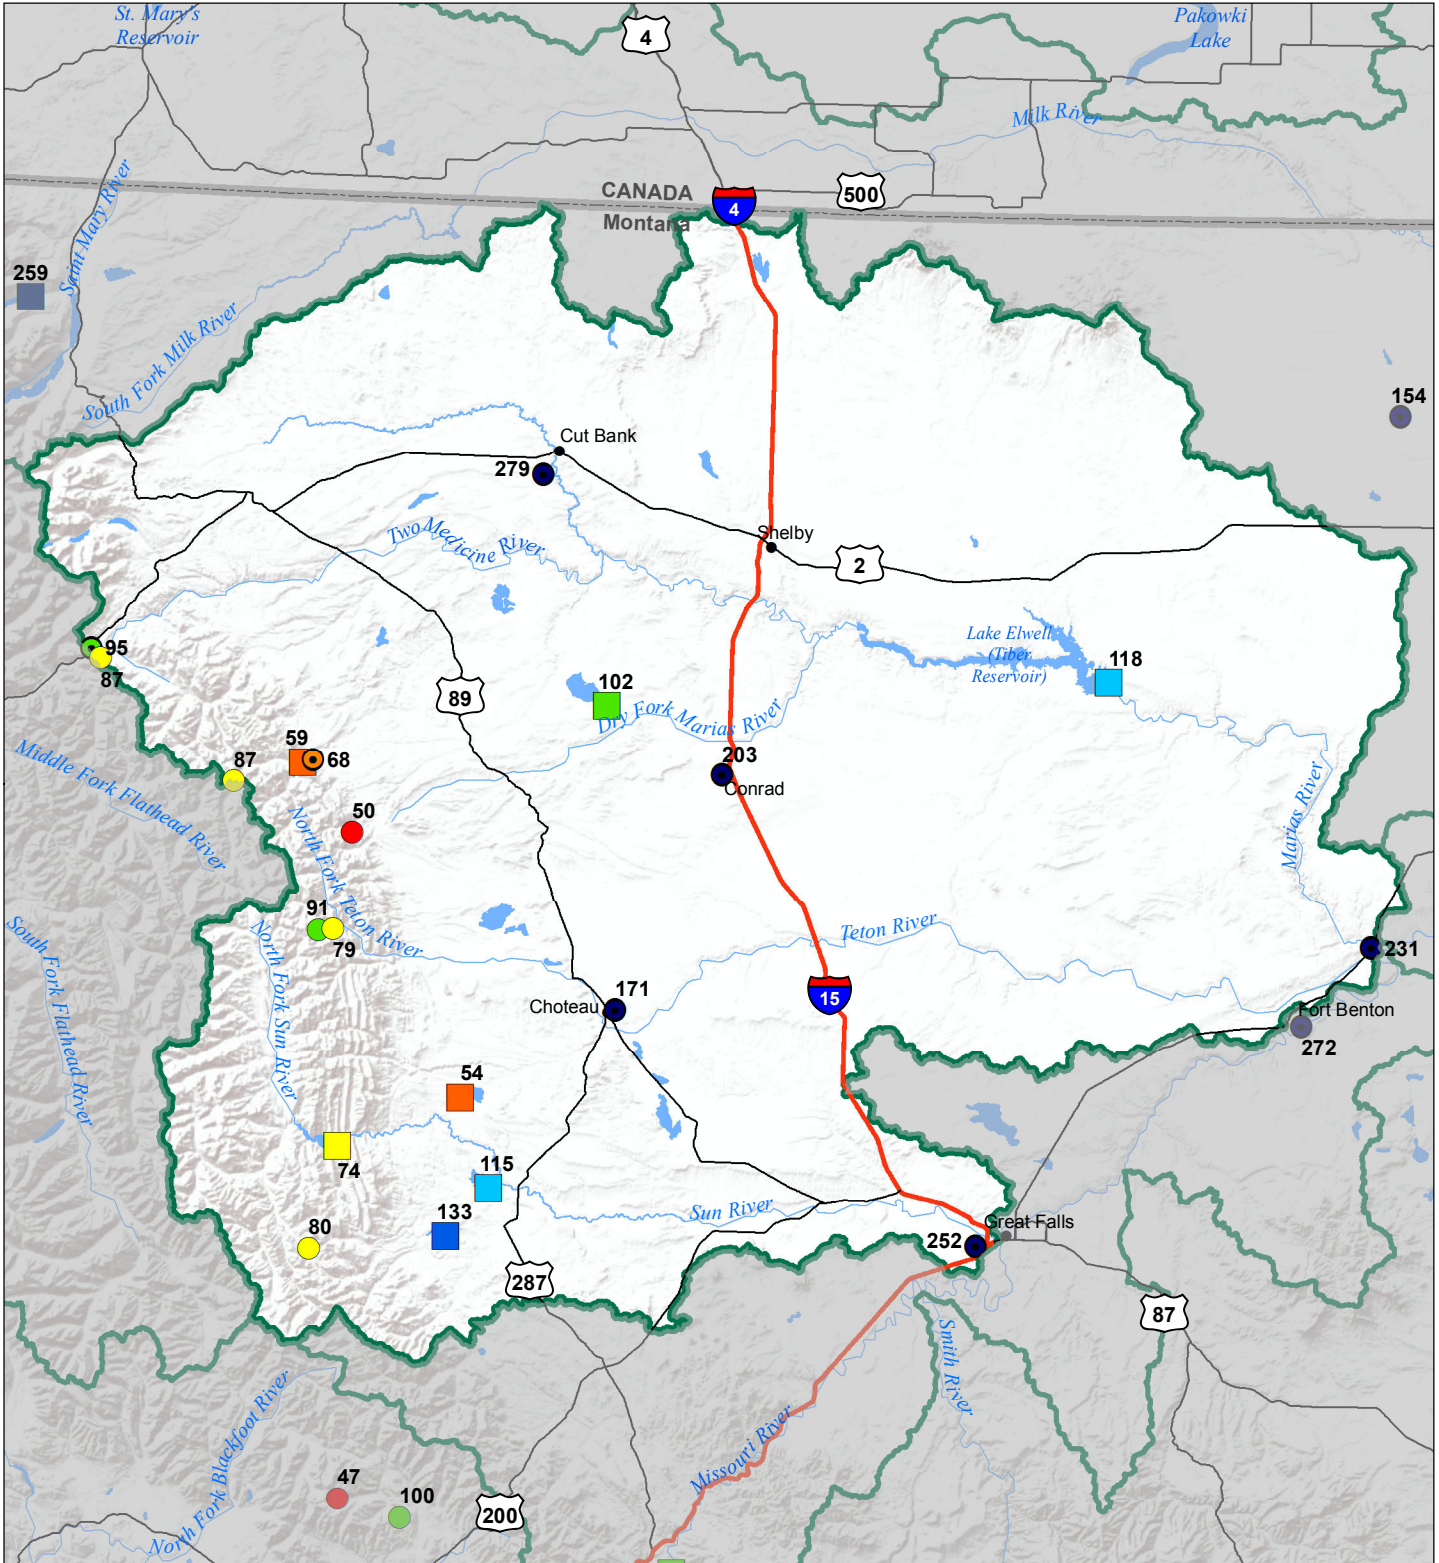 St. Mary's
Reservoir
4
Pakowki
Lake
Milk River
CANADA
Montana
4
500
259
Saint Mary River
South Fork Milk River
154
Cut Bank
279
Two Medicine River
Shelby
2
Lake Elwell
(Tiber
Reservoir)
118
95
87
89
102
Dry Fork Marias River
59
68
87
203
Conrad
Middle Fork Flathead River
50
North Fork Teton River
Marias River
91
79
South Fork Flathead River
North Fork Sun River
Teton River
231
171
Choteau
15
Fort Benton
272
54
74
115
133
Sun River
80
252
Great Falls
287
87
Smith River
North Fork Blackfoot River
Missouri River
47
100
200